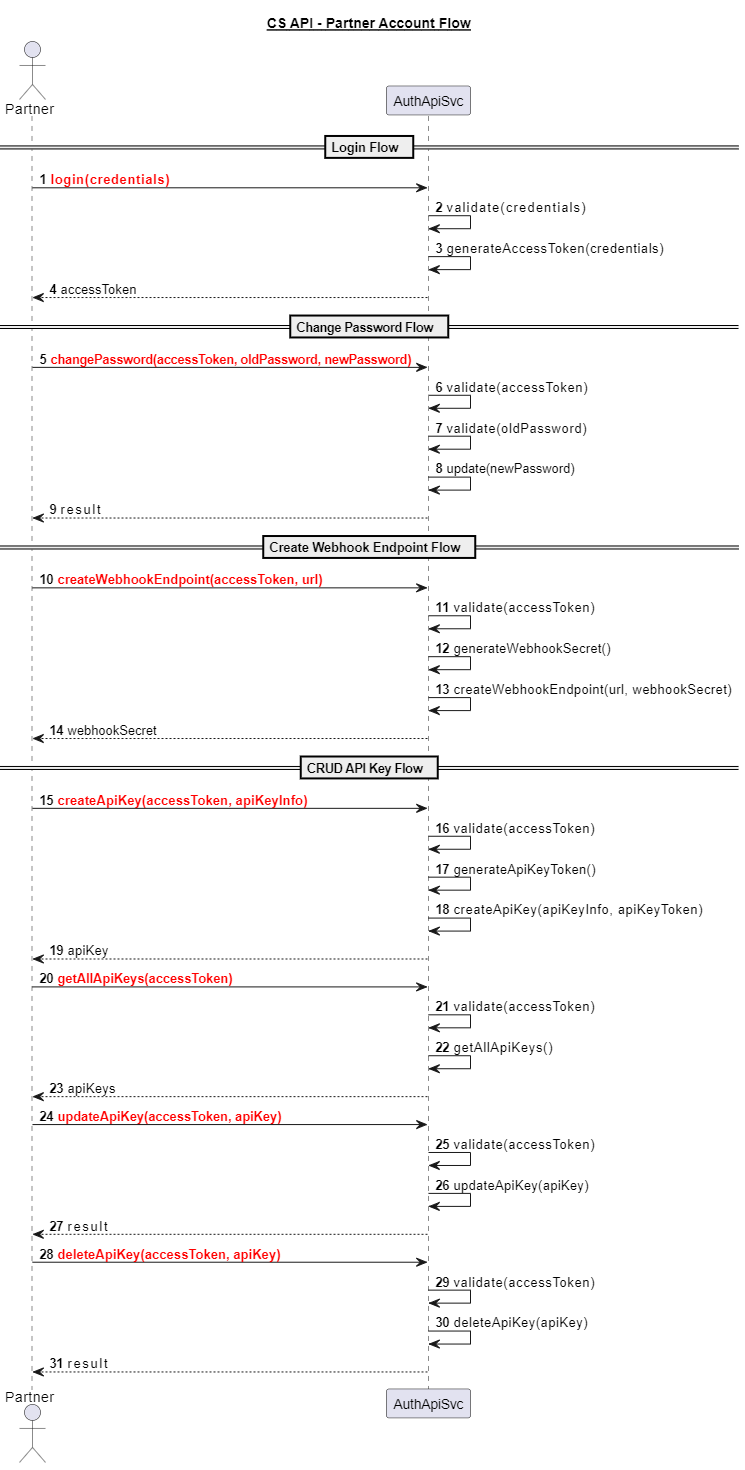 CS API - Partner Account Flow
Partner
AuthApiSvc
Login Flow
1 login(credentials)
2 validate(credentials)
3 generateAccessToken(credentials)
4 accessToken
Change Password Flow
5 changePassword(accessToken, oldPassword, newPassword)
6 validate(accessToken)
7 validate(oldPassword)
8 update(newPassword)
9 result
Create Webhook Endpoint Flow
10 createWebhookEndpoint(accessToken, url)
11 validate(accessToken)
12 generateWebhookSecret()
13 createWebhookEndpoint(url, webhookSecret)
14 webhookSecret
CRUD API Key Flow
15 createApiKey(accessToken, apiKeyInfo)
16 validate(accessToken)
17 generateApiKeyToken()
18 createApiKey(apiKeyInfo, apiKeyToken)
19 apiKey
20 getAllApiKeys(accessToken)
21 validate(accessToken)
22 getAllApiKeys()
23 apiKeys
24 updateApiKey(accessToken, apiKey)
25 validate(accessToken)
26 updateApiKey(apiKey)
27 result
28 deleteApiKey(accessToken, apiKey)
29 validate(accessToken)
30 deleteApiKey(apiKey)
31 result
Partner
AuthApiSvc